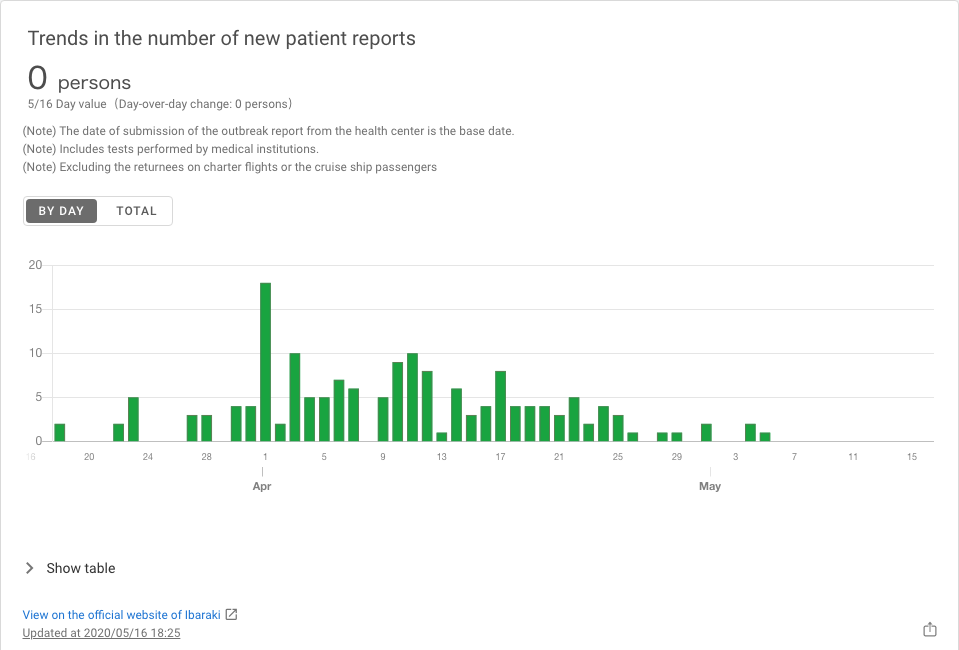 Trends in the number of new patient reports
0 persons
5/16 Day value（Day-over-day change: 0 persons）
(Note) The date of submission of the outbreak report from the health center is the base date.
(Note) Includes tests performed by medical institutions.
(Note) Excluding the returnees on charter flights or the cruise ship passengers
BY DAY TOTAL
20
15
10
5
0
16 20 24 28 1 5 9 13 17 21 25 29 3 7 11 15
Apr May
Show table
View on the official website of Ibaraki
Updated at 2020/05/16 18:25